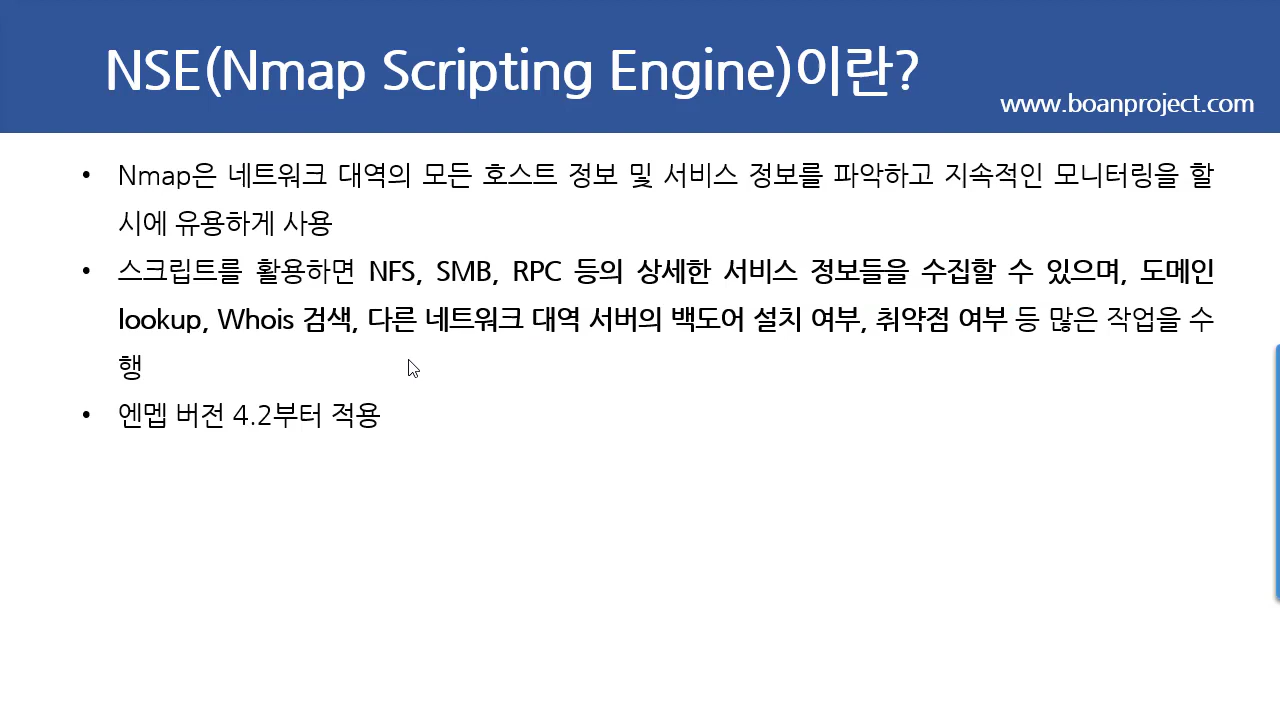 NSE(Nmap Scripting Engine)이란?
www.boanproject.com
• Nmap은 네트워크 대역의 모든 호스트 정보 및 서비스 정보를 파악하고 지속적인 모니터링을 할
시에 유용하게 사용
• 스크립트를 활용하면 NFS, SMB, RPC 등의 상세한 서비스 정보들을 수집할 수 있으며, 도메인
lookup, Whois 검색, 다른 네트워크 대역 서버의 백도어 설치 여부, 취약점 여부 등 많은 작업을 수
행
• 엔멥 버전 4.2부터 적용